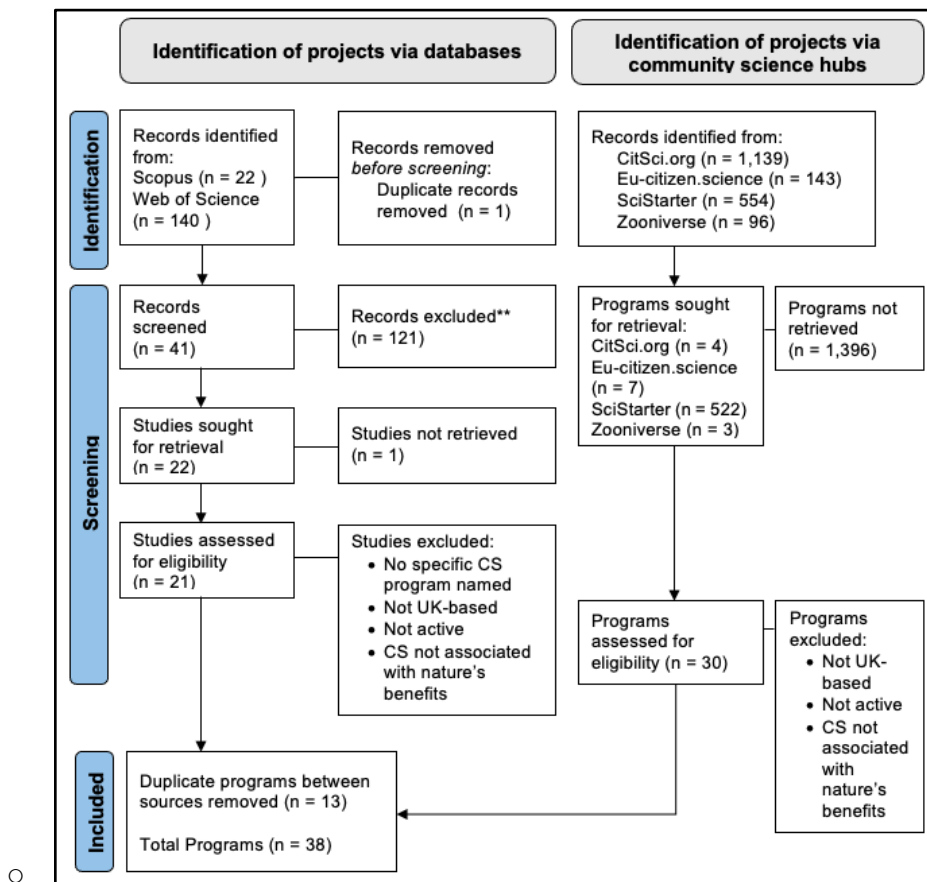 Identification of projects via databases
Identification of projects via
community science hubs
Identification
Records identified
from:
Scopus (n = 22 )
Web of Science
(n = 140 )
Records removed
before screening:
Duplicate records
removed (n = 1)
Records identified from:
CitSci.org (n = 1,139)
Eu-citizen.science (n = 143)
SciStarter (n = 554)
Zooniverse (n = 96)
Screening
Records
screened
(n = 41)
Records excluded**
(n = 121)
Programs sought
for retrieval:
CitSci.org (n = 4)
Eu-citizen.science
(n = 7)
SciStarter (n = 522)
Zooniverse (n = 3)
Programs not
retrieved
(n = 1,396)
Studies sought
for retrieval
(n = 22)
Studies not retrieved
(n = 1)
Studies assessed
for eligibility
(n = 21)
Studies excluded:
• No specific CS
program named
• Not UK-based
• Not active
• CS not associated
with nature's
benefits
Programs
assessed for
eligibility (n = 30)
Programs
excluded:
• Not UK-
based
• Not active
• CS not
associated
with
nature's
benefits
Included
Duplicate programs between
sources removed (n = 13)
Total Programs (n = 38)